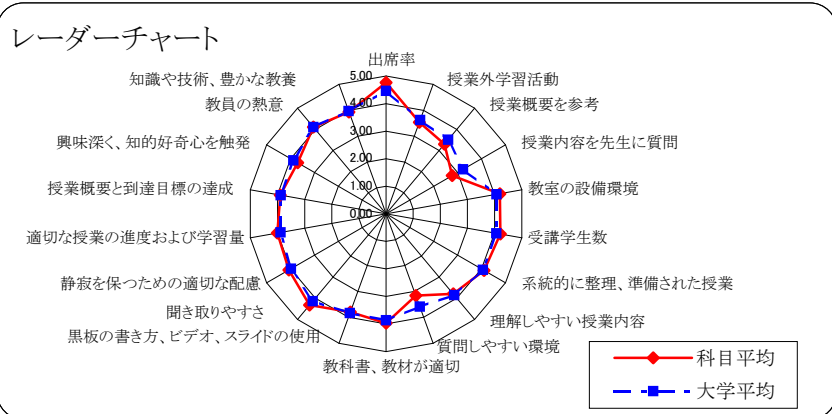 レーダーチャート
出席率
授業外学習活動
授業概要を参考
授業内容を先生に質問
教室の設備環境
受講学生数
系統的に整理、準備された授業
理解しやすい授業内容
質問しやすい環境
教科書、教材が適切
黒板の書き方、ビデオ、スライドの使用
聞き取りやすさ
静寂を保つための適切な配慮
適切な授業の進度および学習量
授業概要と到達目標の達成
興味深く、知的好奇心を触発
教員の熱意
知識や技術、豊かな教養
5.00
4.00
3.00
2.00
1.00
0.00
科目平均
大学平均